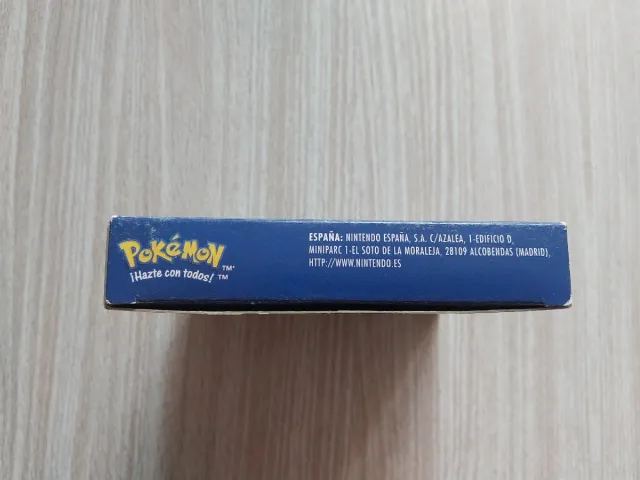 POKéMON™
¡Hazte con todos! ™
ESPAÑA: NINTENDO ESPAÑA, S.A. C/AZALEA, 1-EDIFICIO D,
MINIPARC 1-EL SOTO DE LA MORALEJA, 28109 ALCOBENDAS (MADRID),
HTTP://WWW.NINTENDO.ES